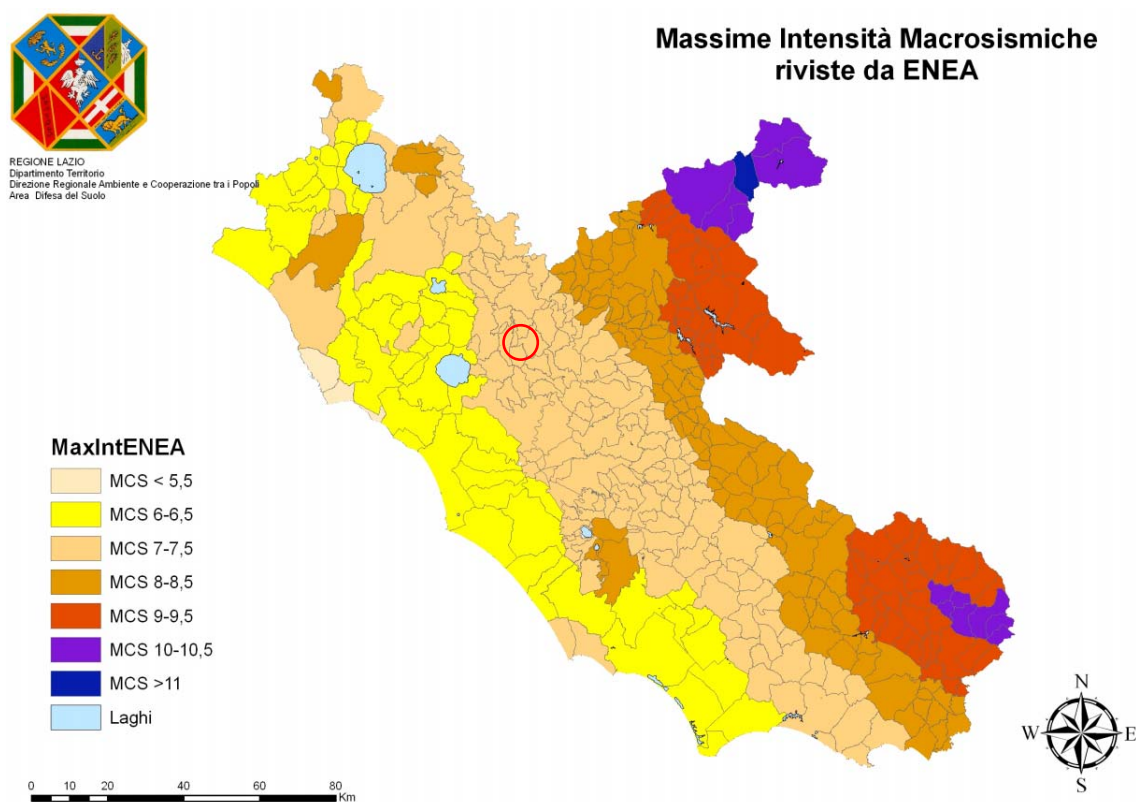 Massime Intensità Macrosismiche
riviste da ENEA
REGIONE LAZIO
Dipartimento Territorio
Direzione Regionale Ambiente e Cooperazione tra i Popoli
Area Difesa del Suolo
MaxIntENEA
MCS < 5,5
MCS 6-6,5
MCS 7-7,5
MCS 8-8,5
MCS 9-9,5
MCS 10-10,5
MCS >11
Laghi
N
W E
S
0 10 20 40 60 80
Km